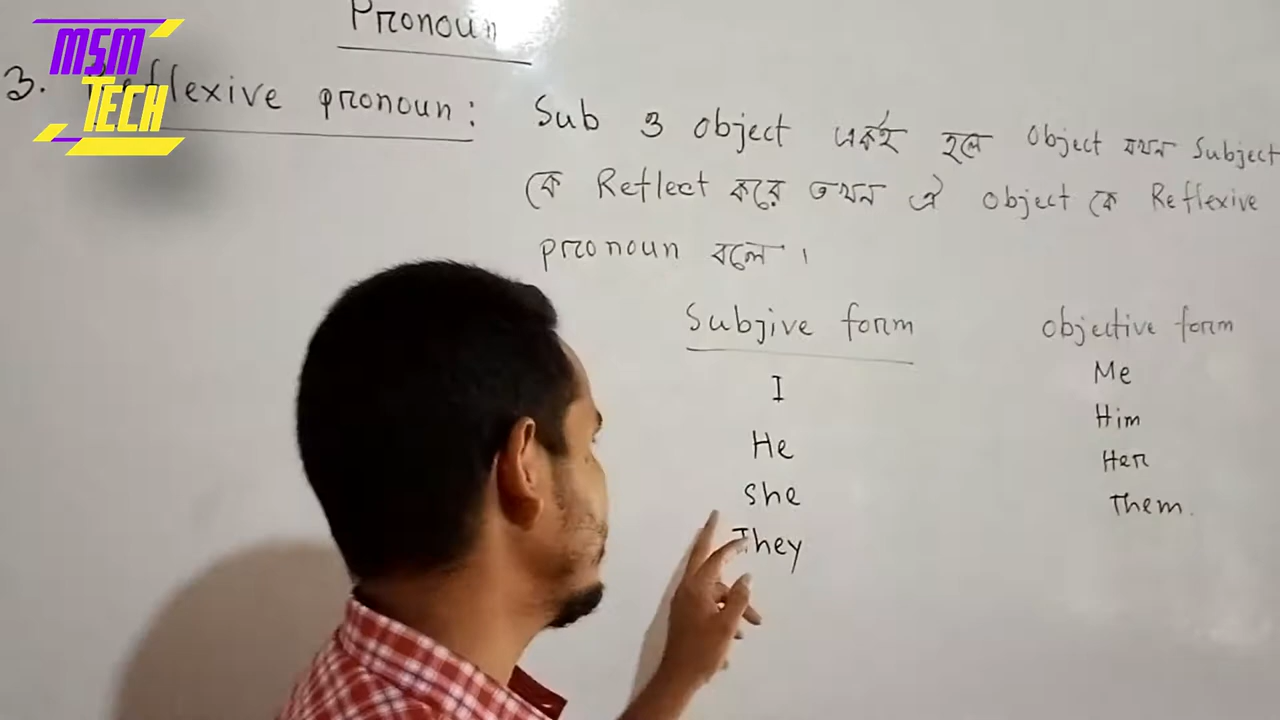 MSM
TECH
Pronoun
3. Reflexive pronoun:
Sub ও object একই হলে Object যখন Subject
কে Reflect করে তখন ঐ object কে Reflexive
pronoun বলে ।
Subjive form
objective form
I
Me
He
Him
she
Her
They
Them.